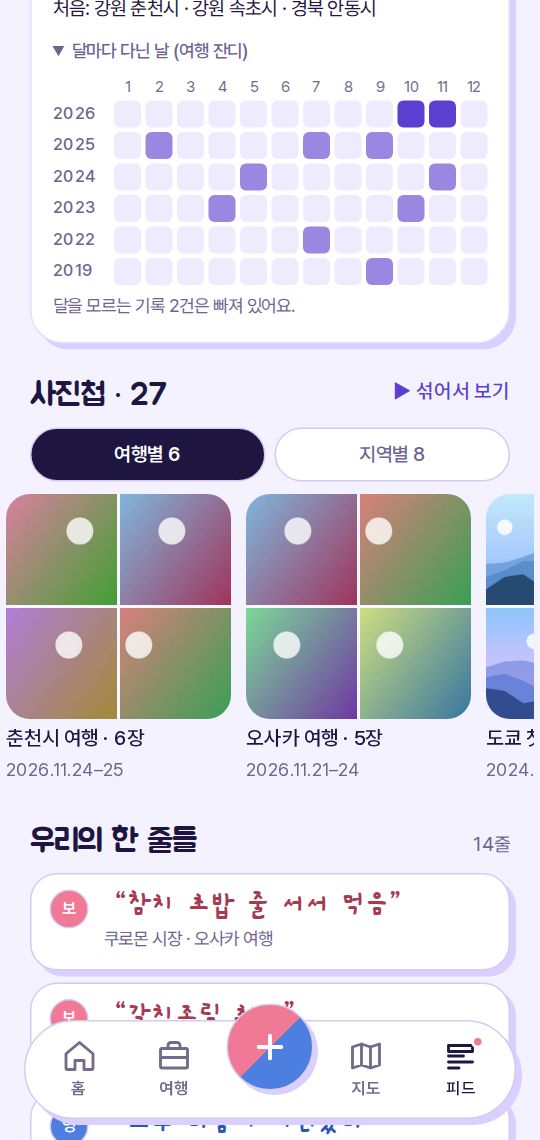 처음: 강원 춘천시 · 강원 속초시 · 경북 안동시
▼ 달마다 다닌 날 (여행 잔디)
1 2 3 4 5 6 7 8 9 10 11 12
2026
2025
2024
2023
2022
2019
달을 모르는 기록 2건은 빠져 있어요.
사진첩 · 27
▶ 섞어서 보기
여행별 6
지역별 8
춘천시 여행 · 6장
2026.11.24–25
오사카 여행 · 5장
2026.11.21–24
도쿄
2024.
우리의 한 줄들
14줄
보
“참치 초밥 줄 서서 먹음”
쿠로몬 시장 · 오사카 여행
“갈치조림
홈
여행
+
지도
피드